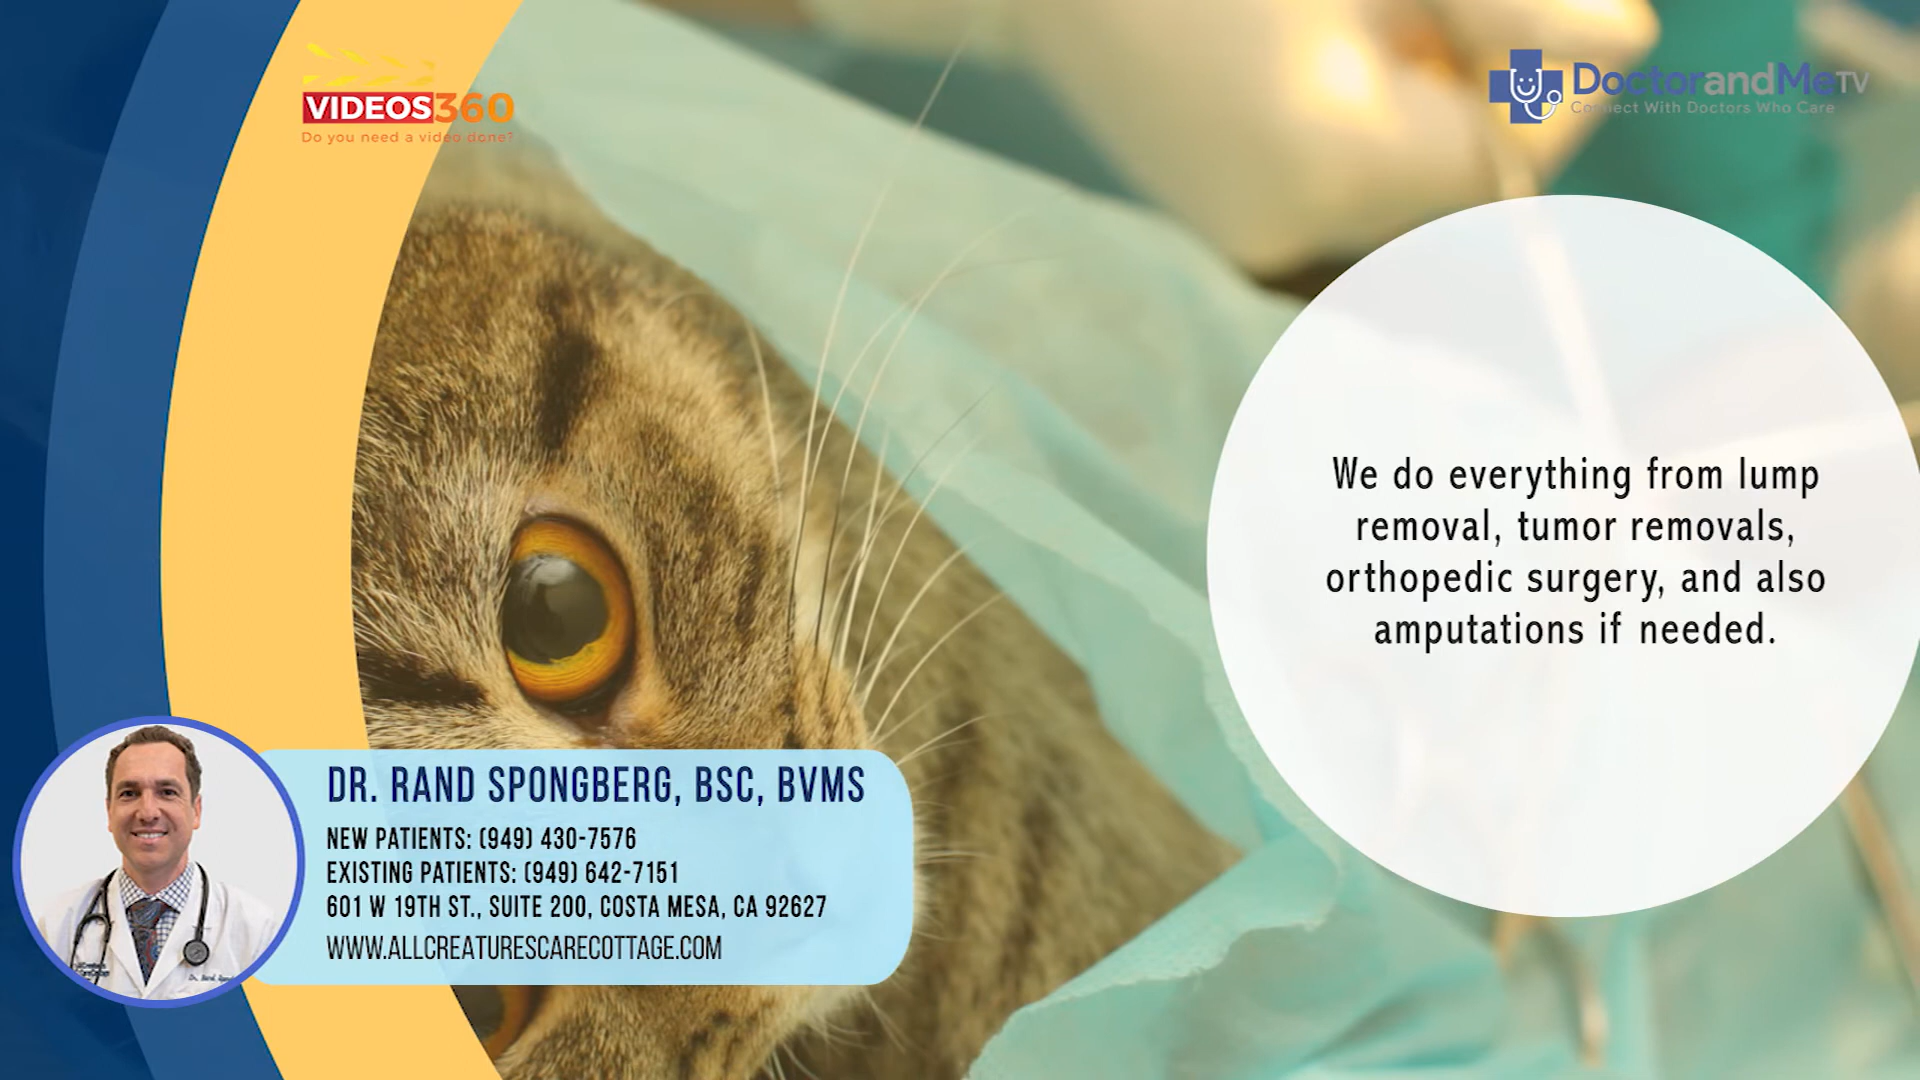 VIDEOS360
Do you need a video done?
DoctorandMeTV
Connect With Doctors Who Care
We do everything from lump
removal, tumor removals,
orthopedic surgery, and also
amputations if needed.
DR. RAND SPONGBERG, BSC, BVMS
NEW PATIENTS: (949) 430-7576
EXISTING PATIENTS: (949) 642-7151
601 W 19TH ST., SUITE 200, COSTA MESA, CA 92627
WWW.ALLCREATURESCARECOTTAGE.COM